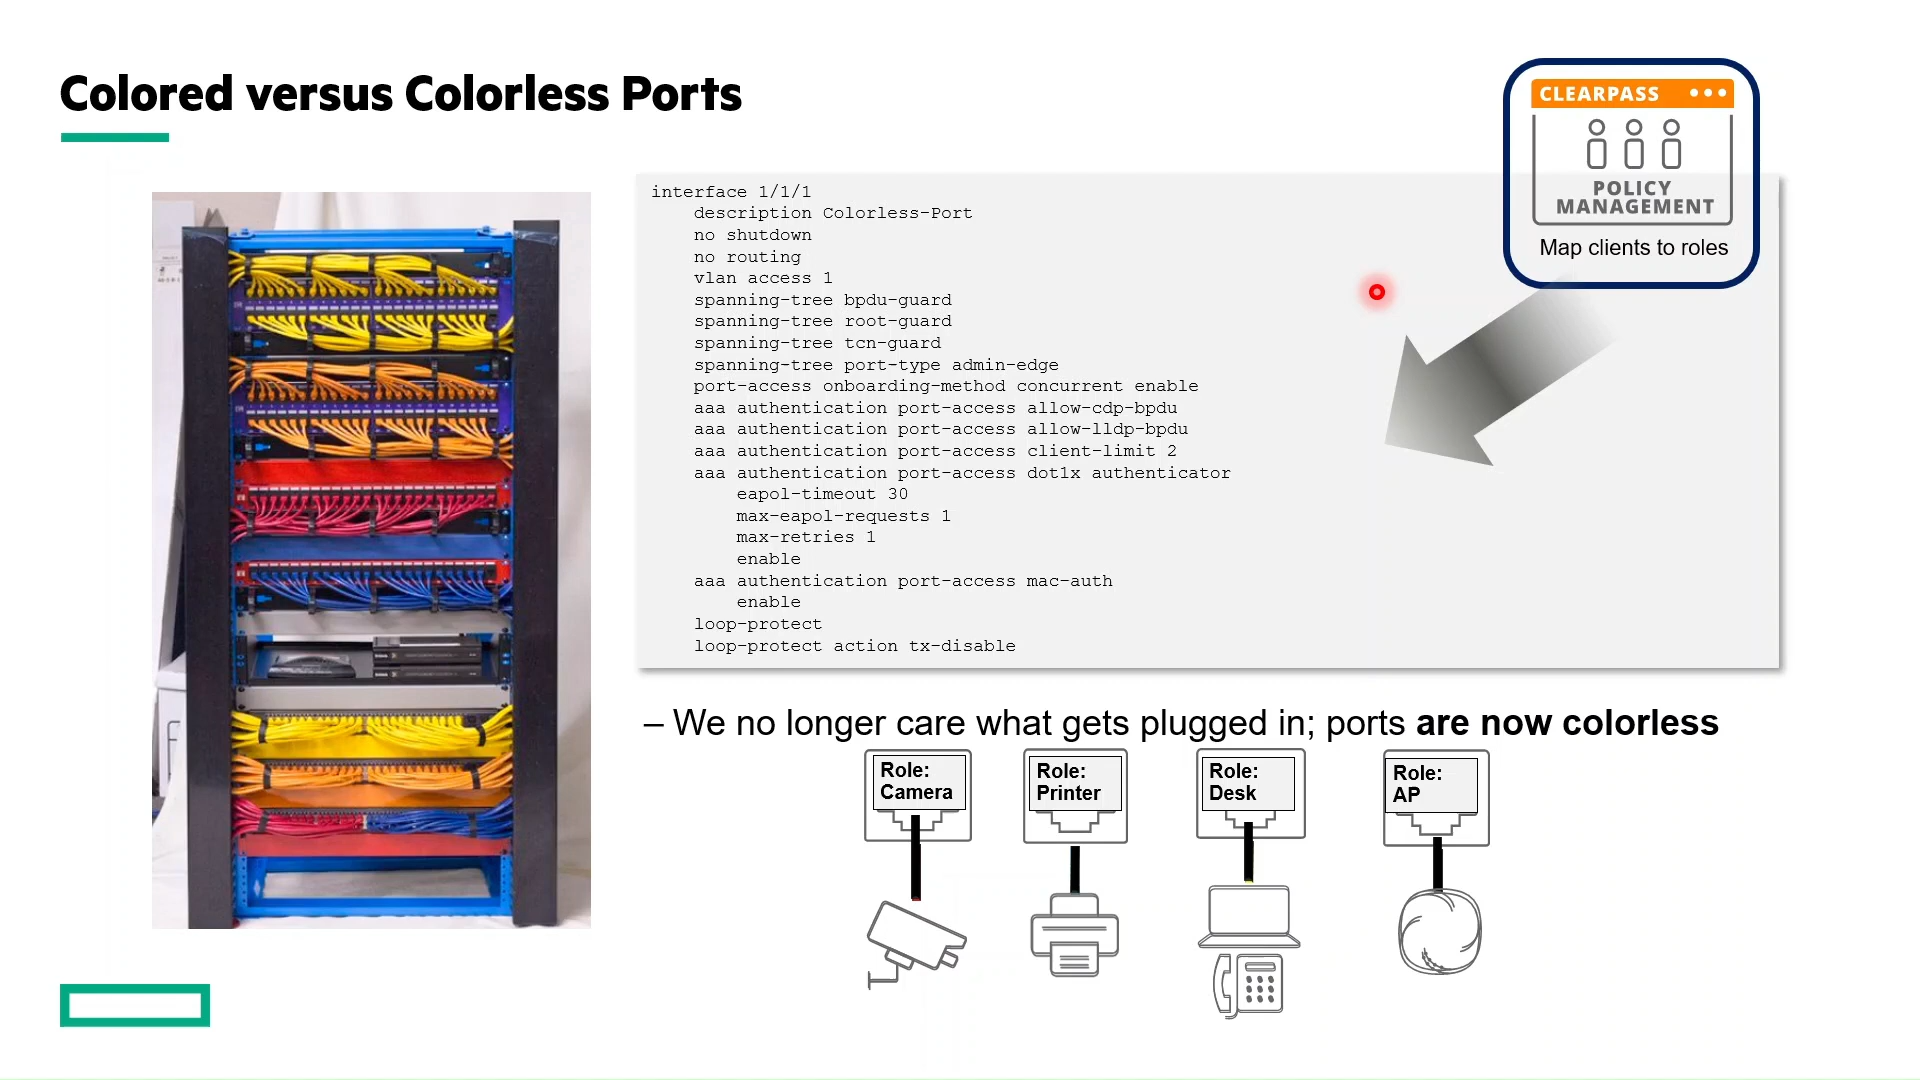 Colored versus Colorless Ports
CLEARPASS
POLICY
MANAGEMENT
Map clients to roles
interface 1/1/1
description Colorless-Port
no shutdown
no routing
vlan access 1
spanning-tree bpdu-guard
spanning-tree root-guard
spanning-tree tcn-guard
spanning-tree port-type admin-edge
port-access onboarding-method concurrent enable
aaa authentication port-access allow-cdp-bpdu
aaa authentication port-access allow-lldp-bpdu
aaa authentication port-access client-limit 2
aaa authentication port-access dot1x authenticator
eapol-timeout 30
max-eapol-requests 1
max-retries 1
enable
aaa authentication port-access mac-auth
enable
loop-protect
loop-protect action tx-disable
– We no longer care what gets plugged in; ports are now colorless
Role:
Camera
Role:
Printer
Role:
Desk
Role:
AP